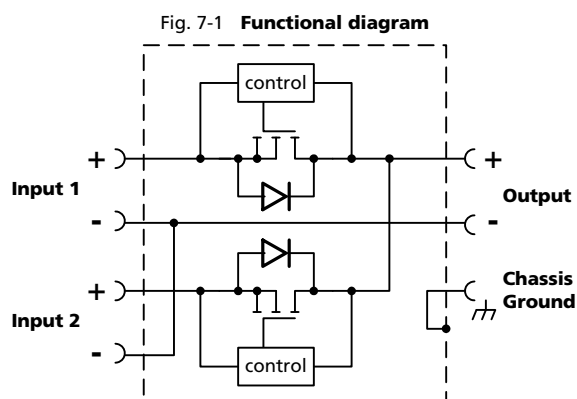 Fig. 7-1 Functional diagram
control
+ +
Input 1
Output
- -
+
Chassis
Ground
Input 2
-
control